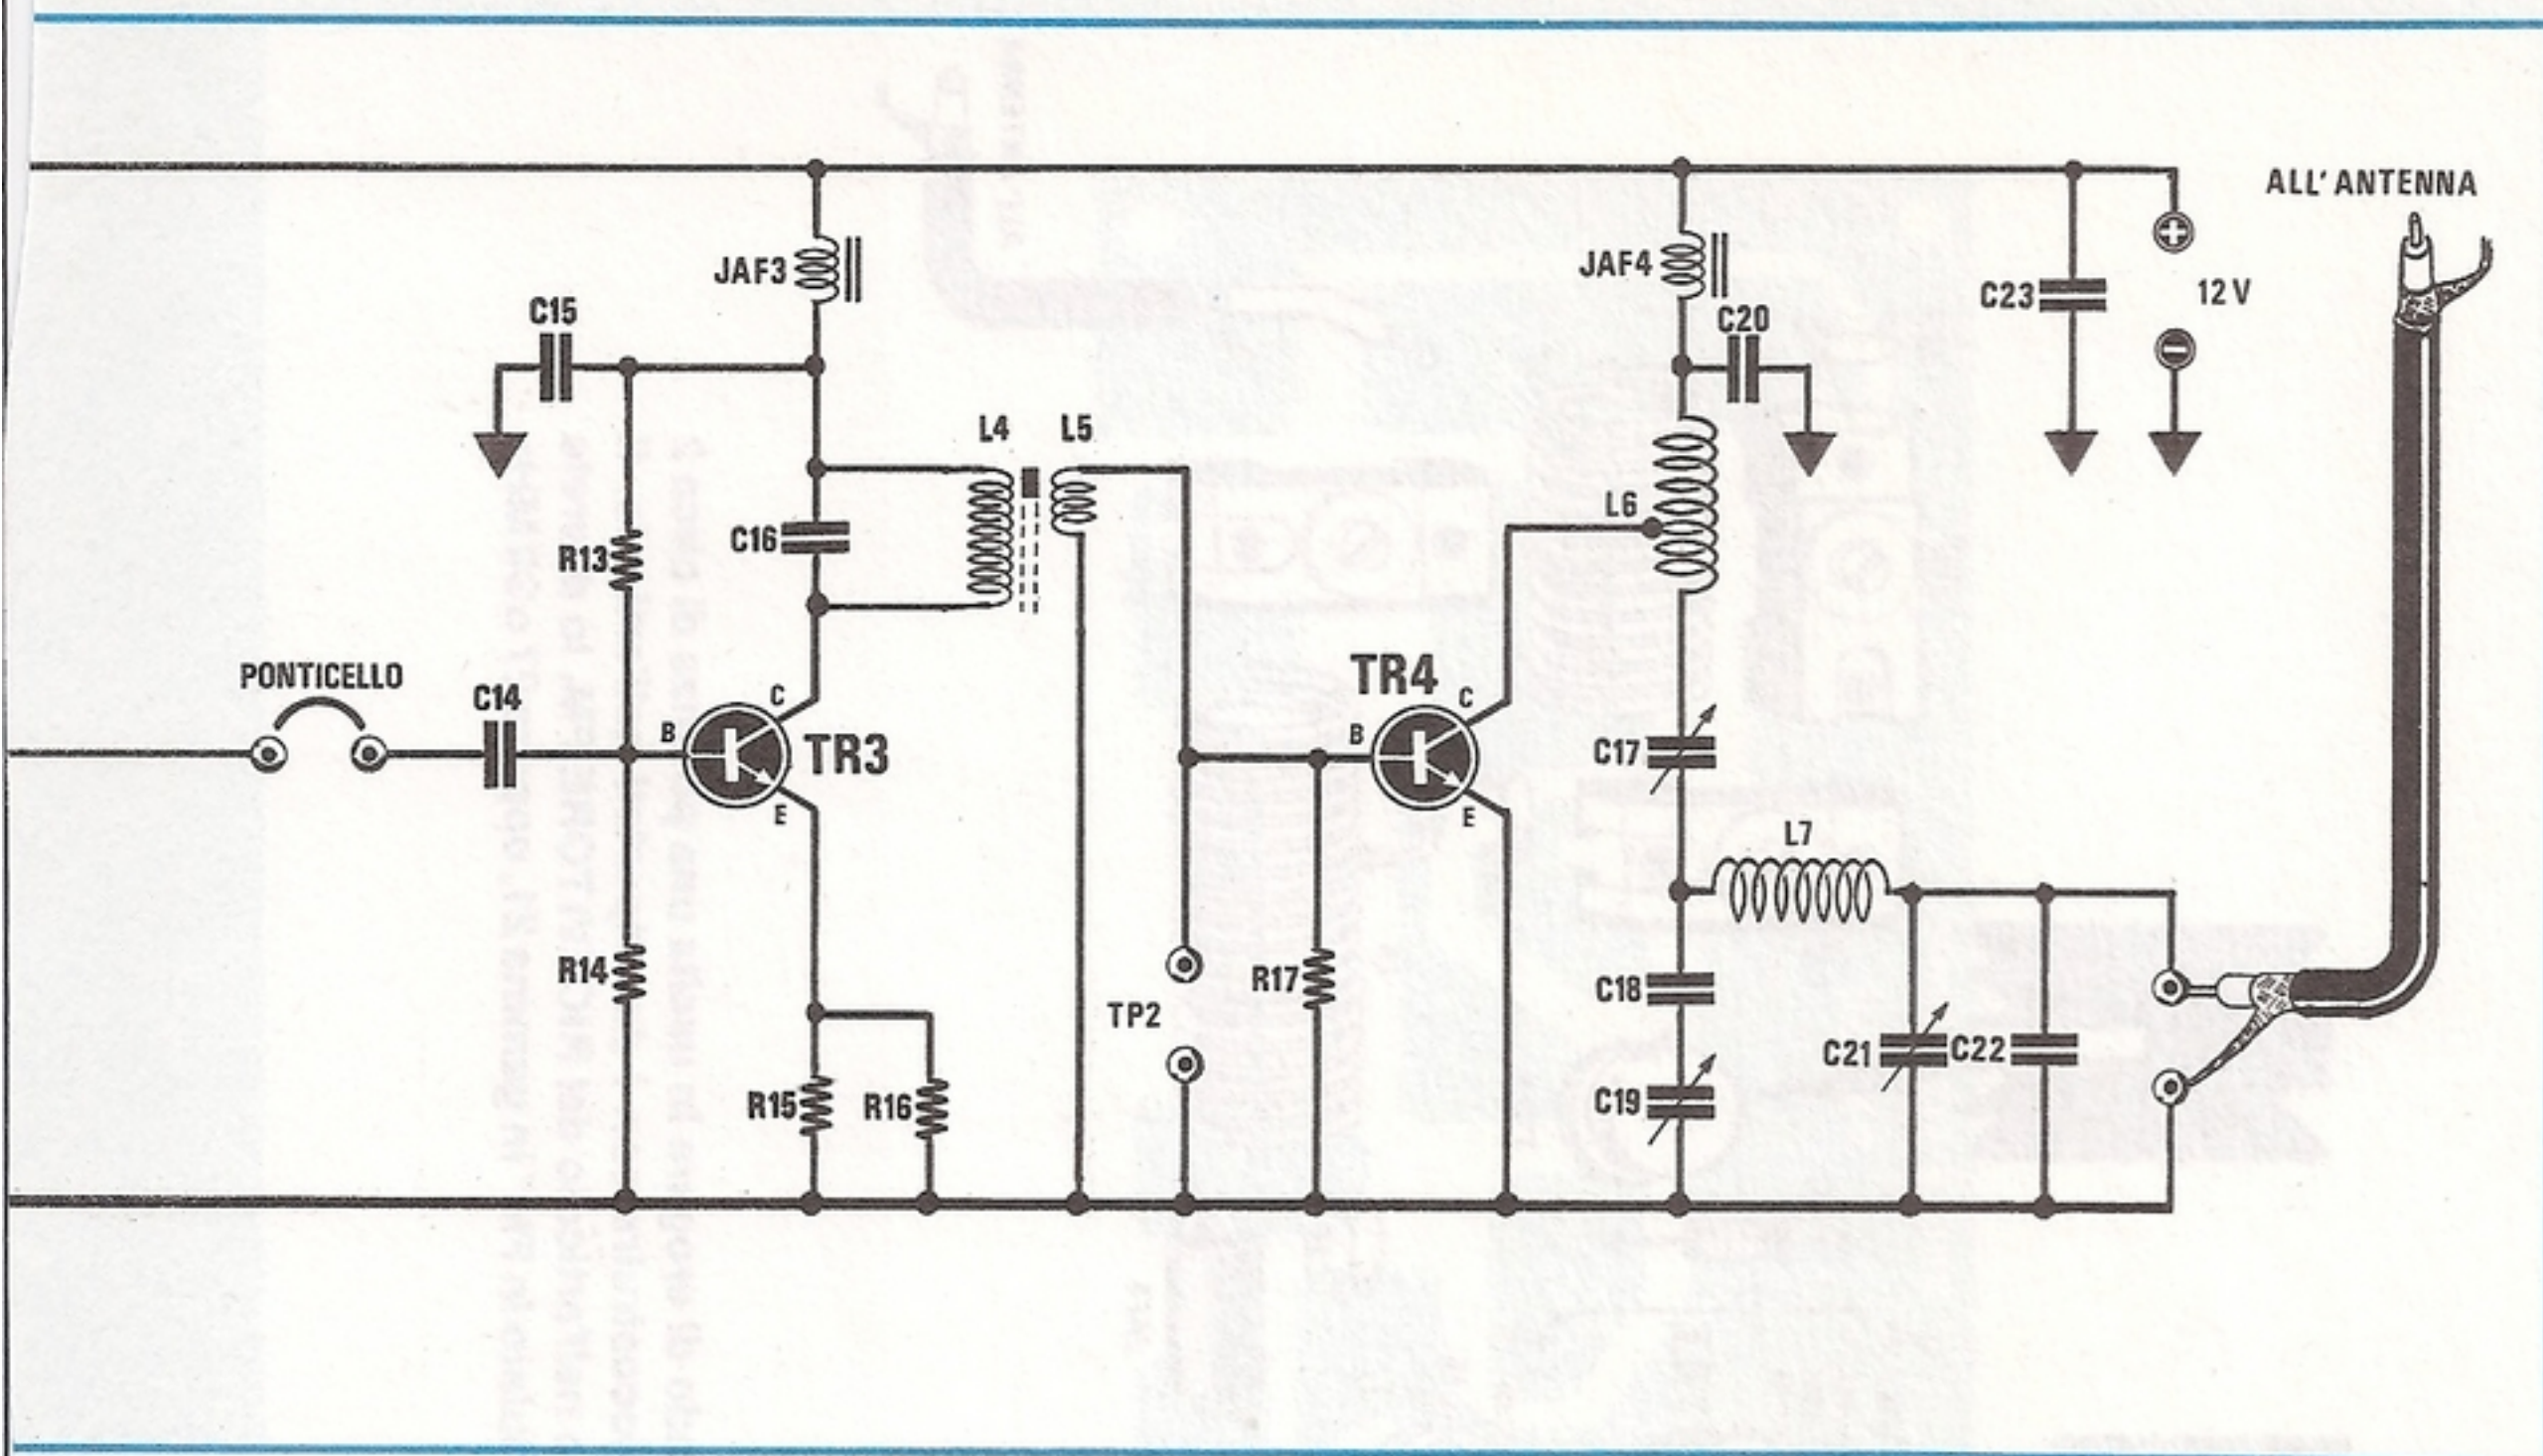 ALL' ANTENNA
JAF3
JAF4
C23
12 V
C15
C20
L4
L5
L6
C16
R13
PONTICELLO
C14
B
C
E
TR3
TR4
B
C
E
C17
L7
R14
TP2
R17
C18
C21
C22
R15
R16
C19